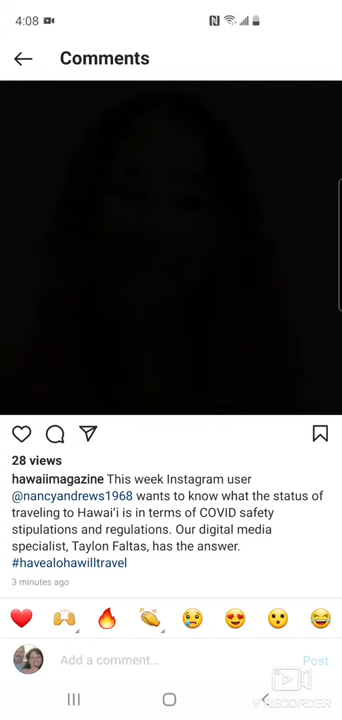 4:08
Comments
28 views
hawaiimagazine This week Instagram user
@nancyandrews1968 wants to know what the status of
traveling to Hawaiʻi is in terms of COVID safety
stipulations and regulations. Our digital media
specialist, Taylon Faltas, has the answer.
#havealohawilltravel
3 minutes ago
Add a comment...
Post
VRECORDER